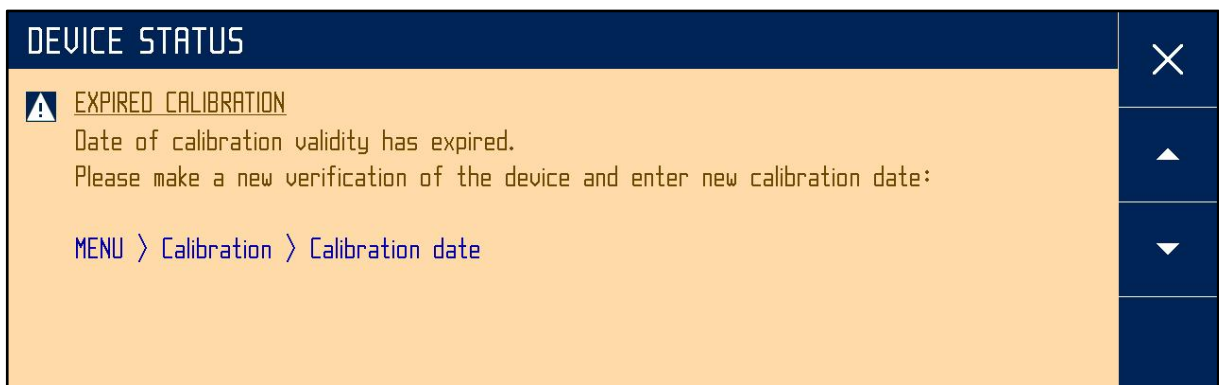 DEVICE STATUS
EXPIRED CALIBRATION
Date of calibration validity has expired.
Please make a new verification of the device and enter new calibration date:
MENU > Calibration > Calibration date